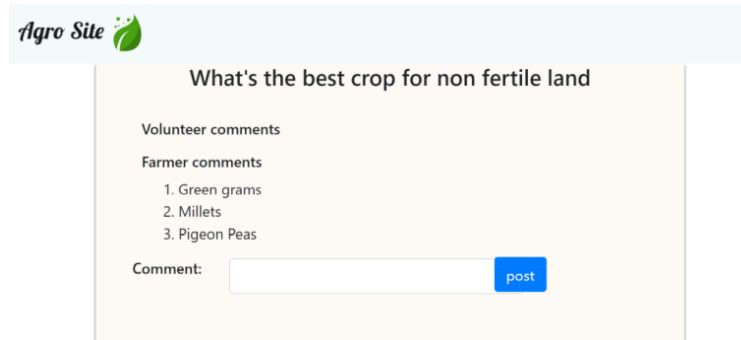 Agro Site
What's the best crop for non fertile land
Volunteer comments
Farmer comments
1. Green grams
2. Millets
3. Pigeon Peas
Comment:
post